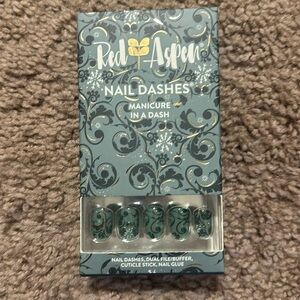 Red Aspen
NAIL DASHES
MANICURE
IN A DASH
NAIL DASHES, DUAL FILE/BUFFER,
CUTICLE STICK, NAIL GLUE